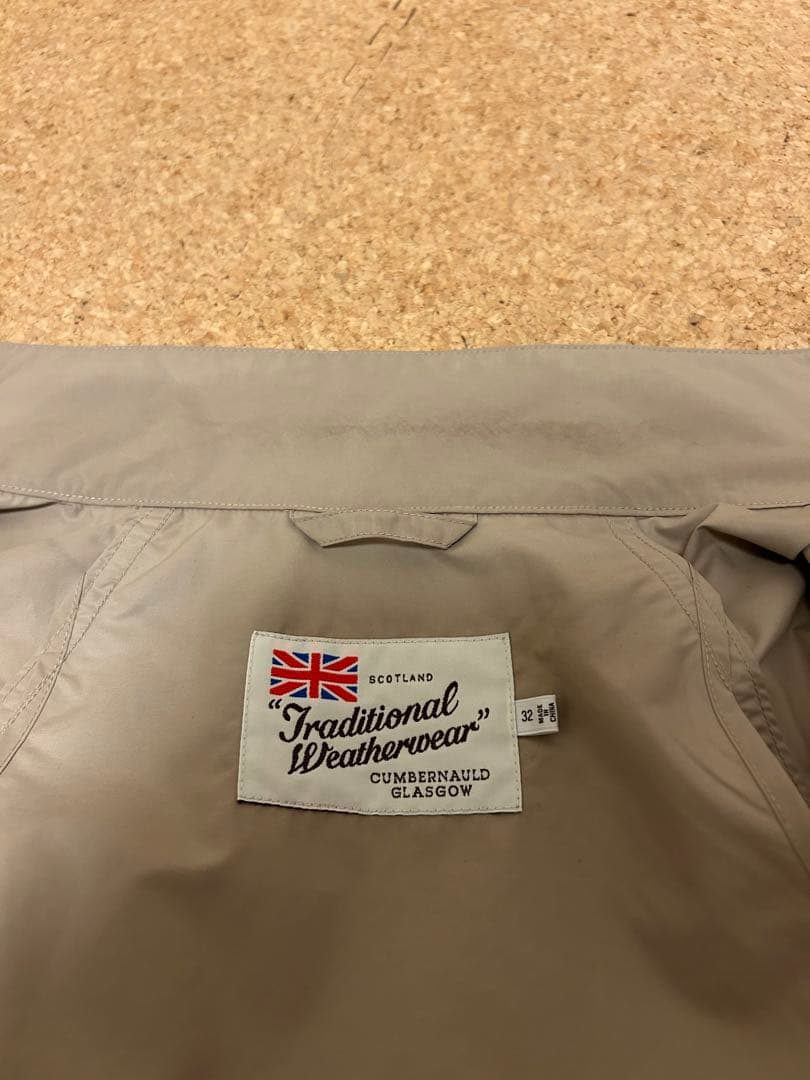 SCOTLAND
"Traditional
Weatherwear"
CUMBERNAULD
GLASGOW
32
MADE
IN
CHINA